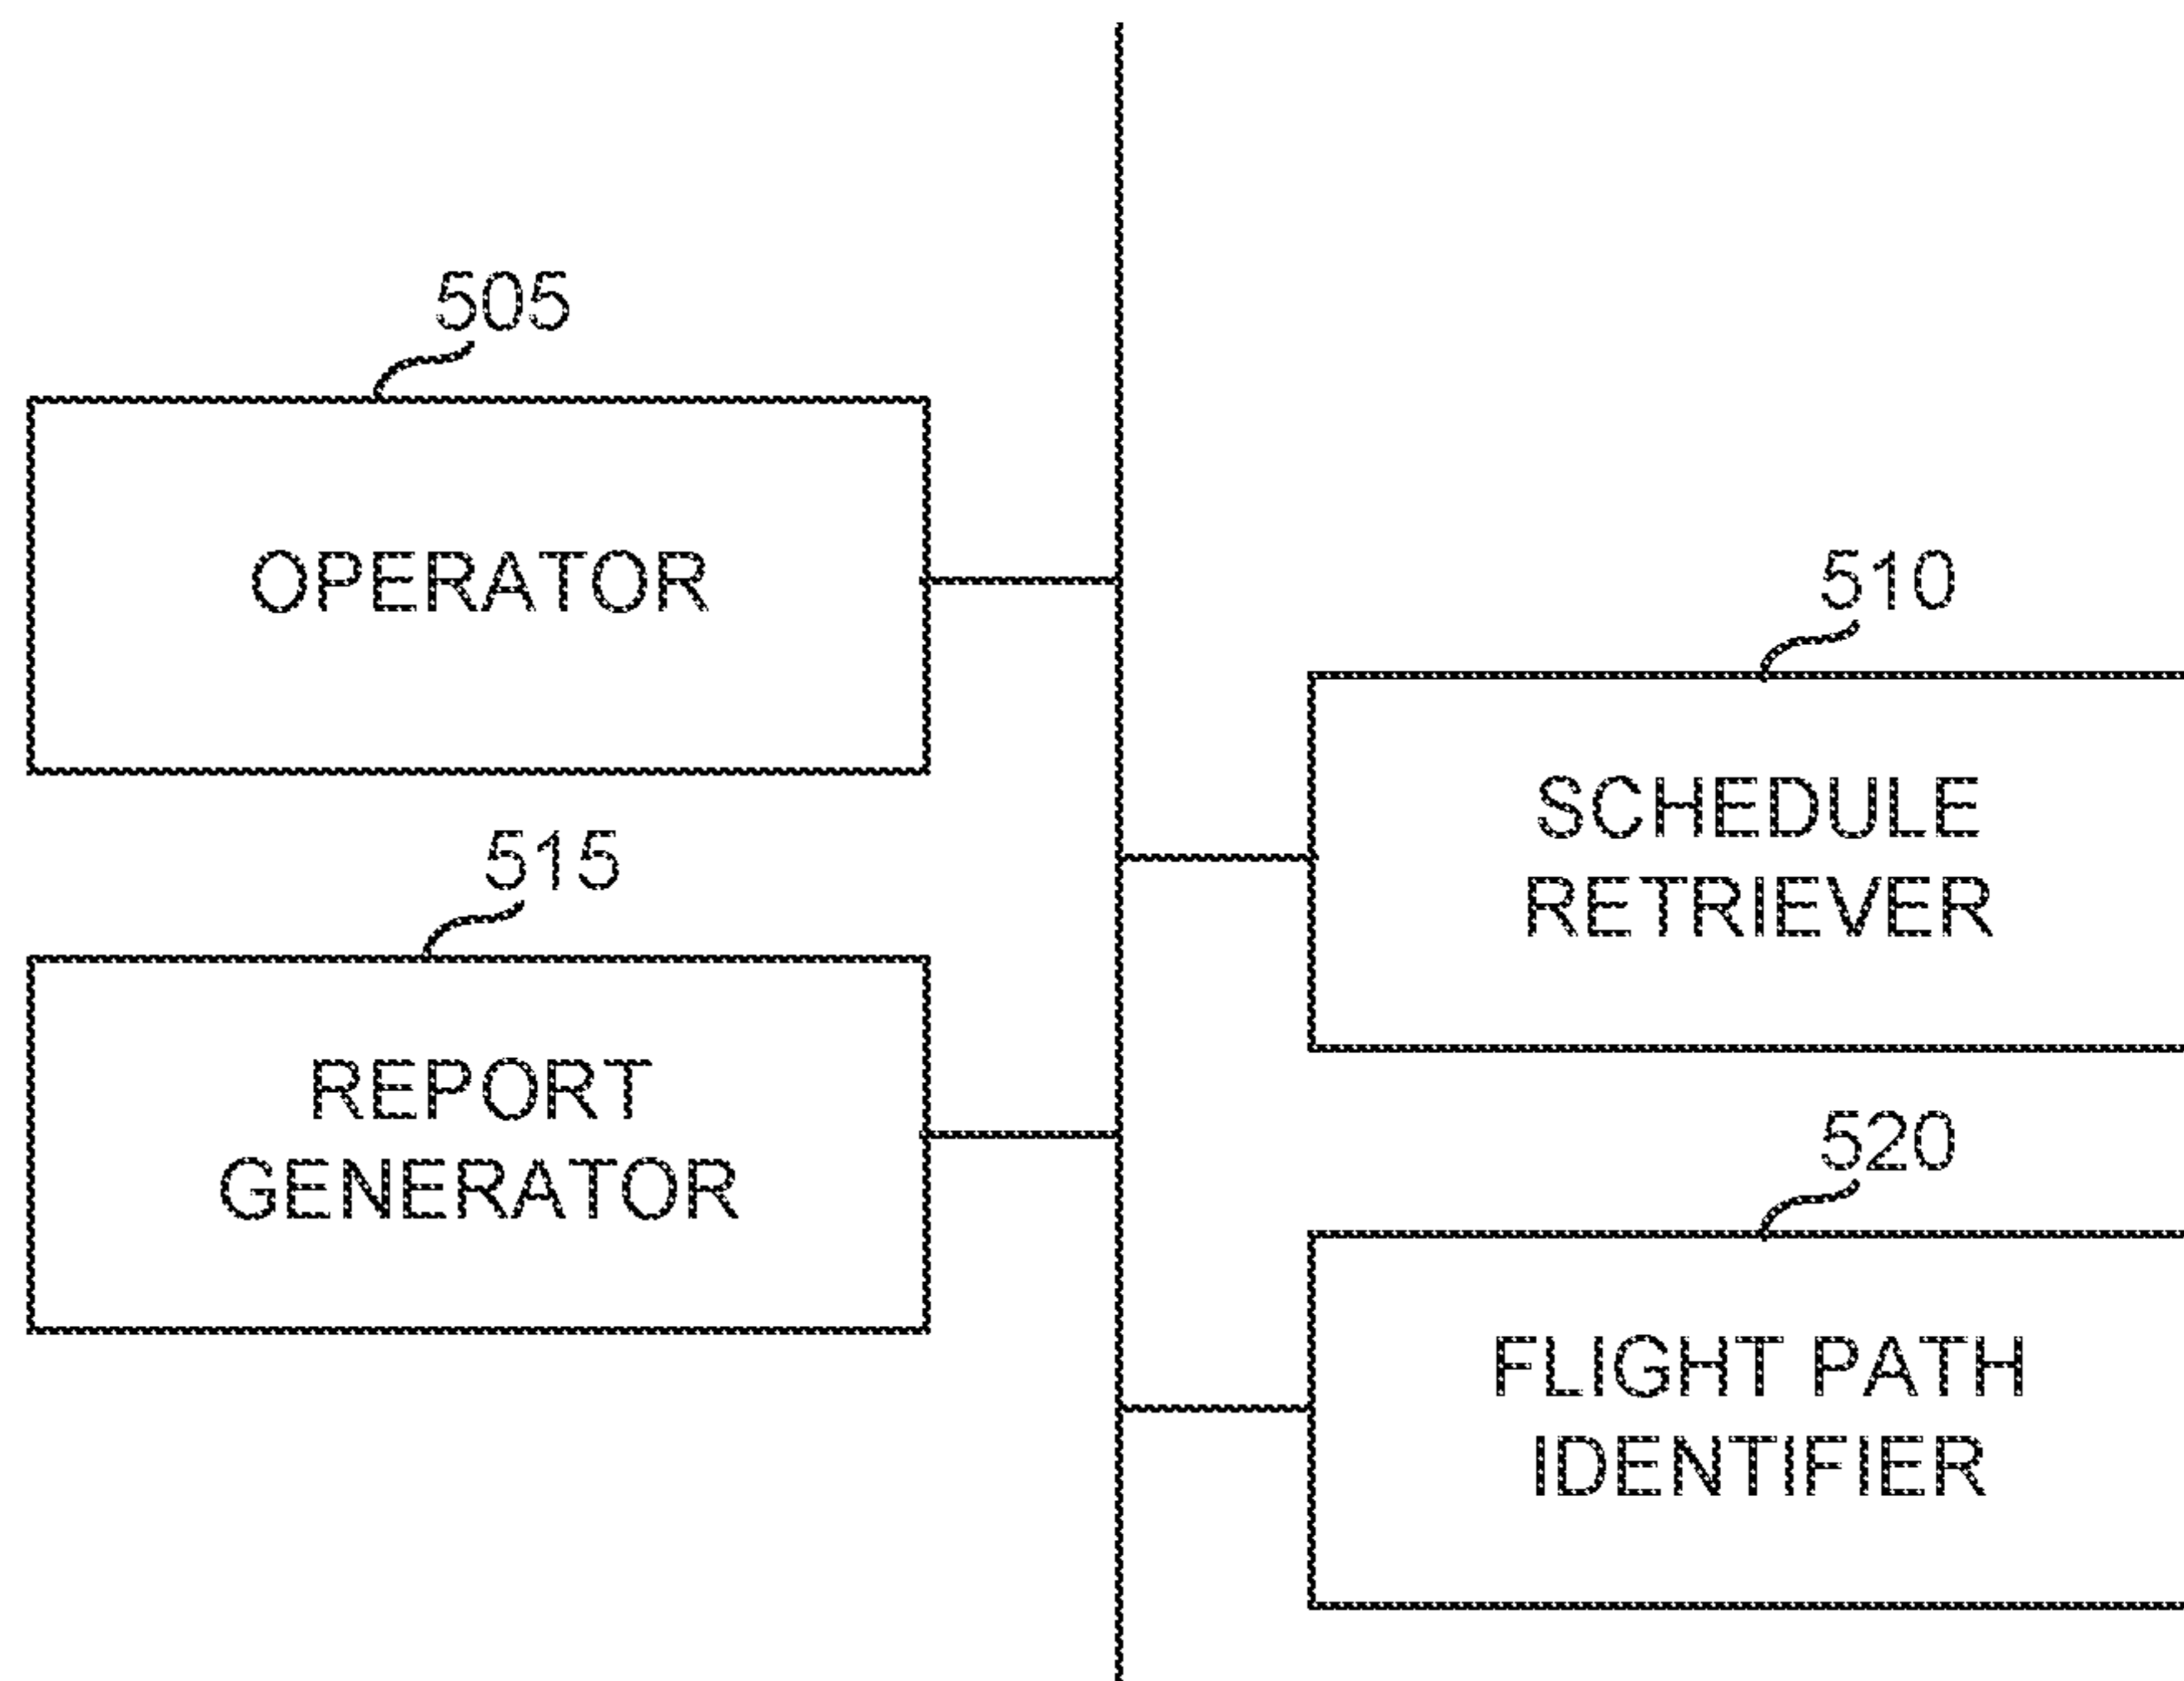 505
OPERATOR
510
SCHEDULE
RETRIEVER
515
REPORT
GENERATOR
520
FLIGHT PATH
IDENTIFIER